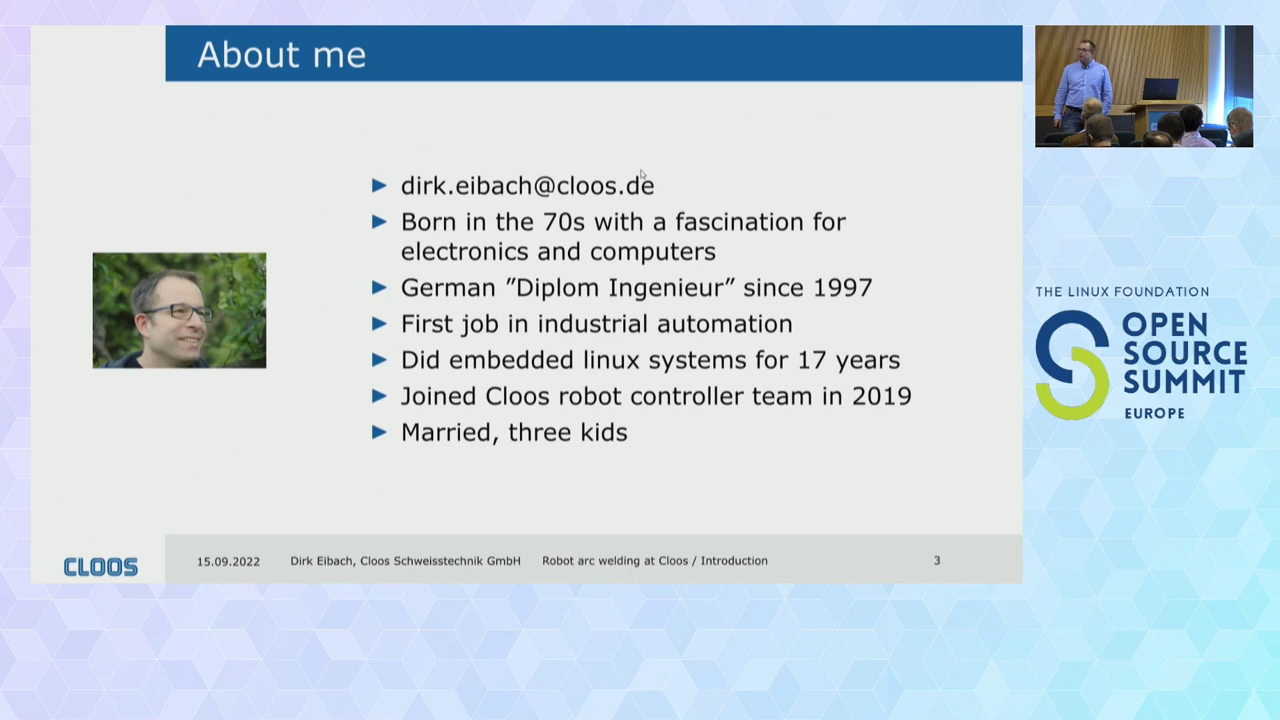 About me
dirk.eibach@cloos.de
Born in the 70s with a fascination for
electronics and computers
German ”Diplom Ingenieur” since 1997
First job in industrial automation
Did embedded linux systems for 17 years
Joined Cloos robot controller team in 2019
Married, three kids
CLOOS
15.09.2022 Dirk Eibach, Cloos Schweisstechnik GmbH Robot arc welding at Cloos / Introduction 3
THE LINUX FOUNDATION
OPEN
SOURCE
SUMMIT
EUROPE